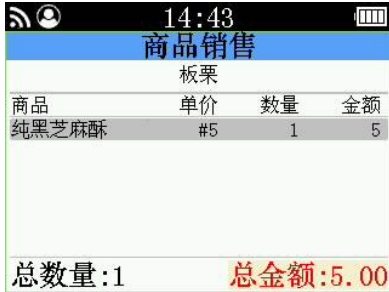 14:43
商品销售
板栗
商品 单价 数量 金额
纯黑芝麻酥 #5 1 5
总数量:1 总金额:5.00